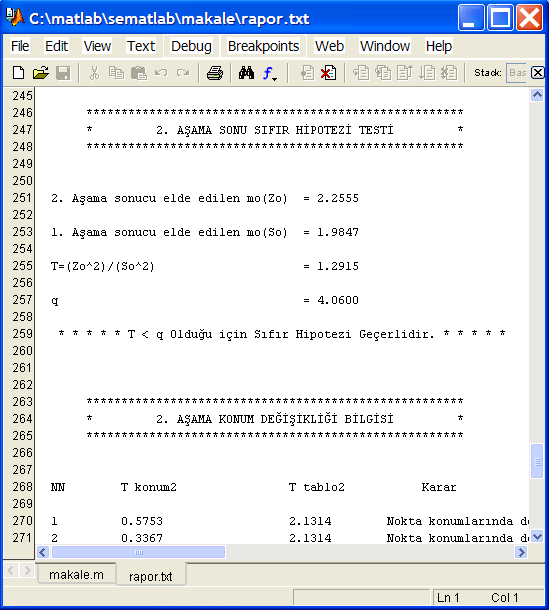 C:\matlab\sematlab\makale\rapor.txt
File Edit View Text Debug Breakpoints Web Window Help
Stack: Bas
245
246 ******************************************************
247 * 2. AŞAMA SONU SIFIR HİPOTEZİ TESTİ *
248 ******************************************************
249
250
251 2. Aşama sonucu elde edilen mo(Zo) = 2.2555
252
253 1. Aşama sonucu elde edilen mo(So) = 1.9847
254
255 T=(Zo^2)/(So^2) = 1.2915
256
257 q = 4.0600
258
259 * * * * * T < q Olduğu için Sıfır Hipotezi Geçerlidir. * * * * *
260
261
262
263 ******************************************************
264 * 2. AŞAMA KONUM DEĞİŞİKLİĞİ BİLGİSİ *
265 ******************************************************
266
267
268 NN T konum2 T tablo2 Karar
269
270 1 0.5753 2.1314 Nokta konumlarında de
271 2 0.3367 2.1314 Nokta konumlarında de
makale.m rapor.txt
Ln 1 Col 1